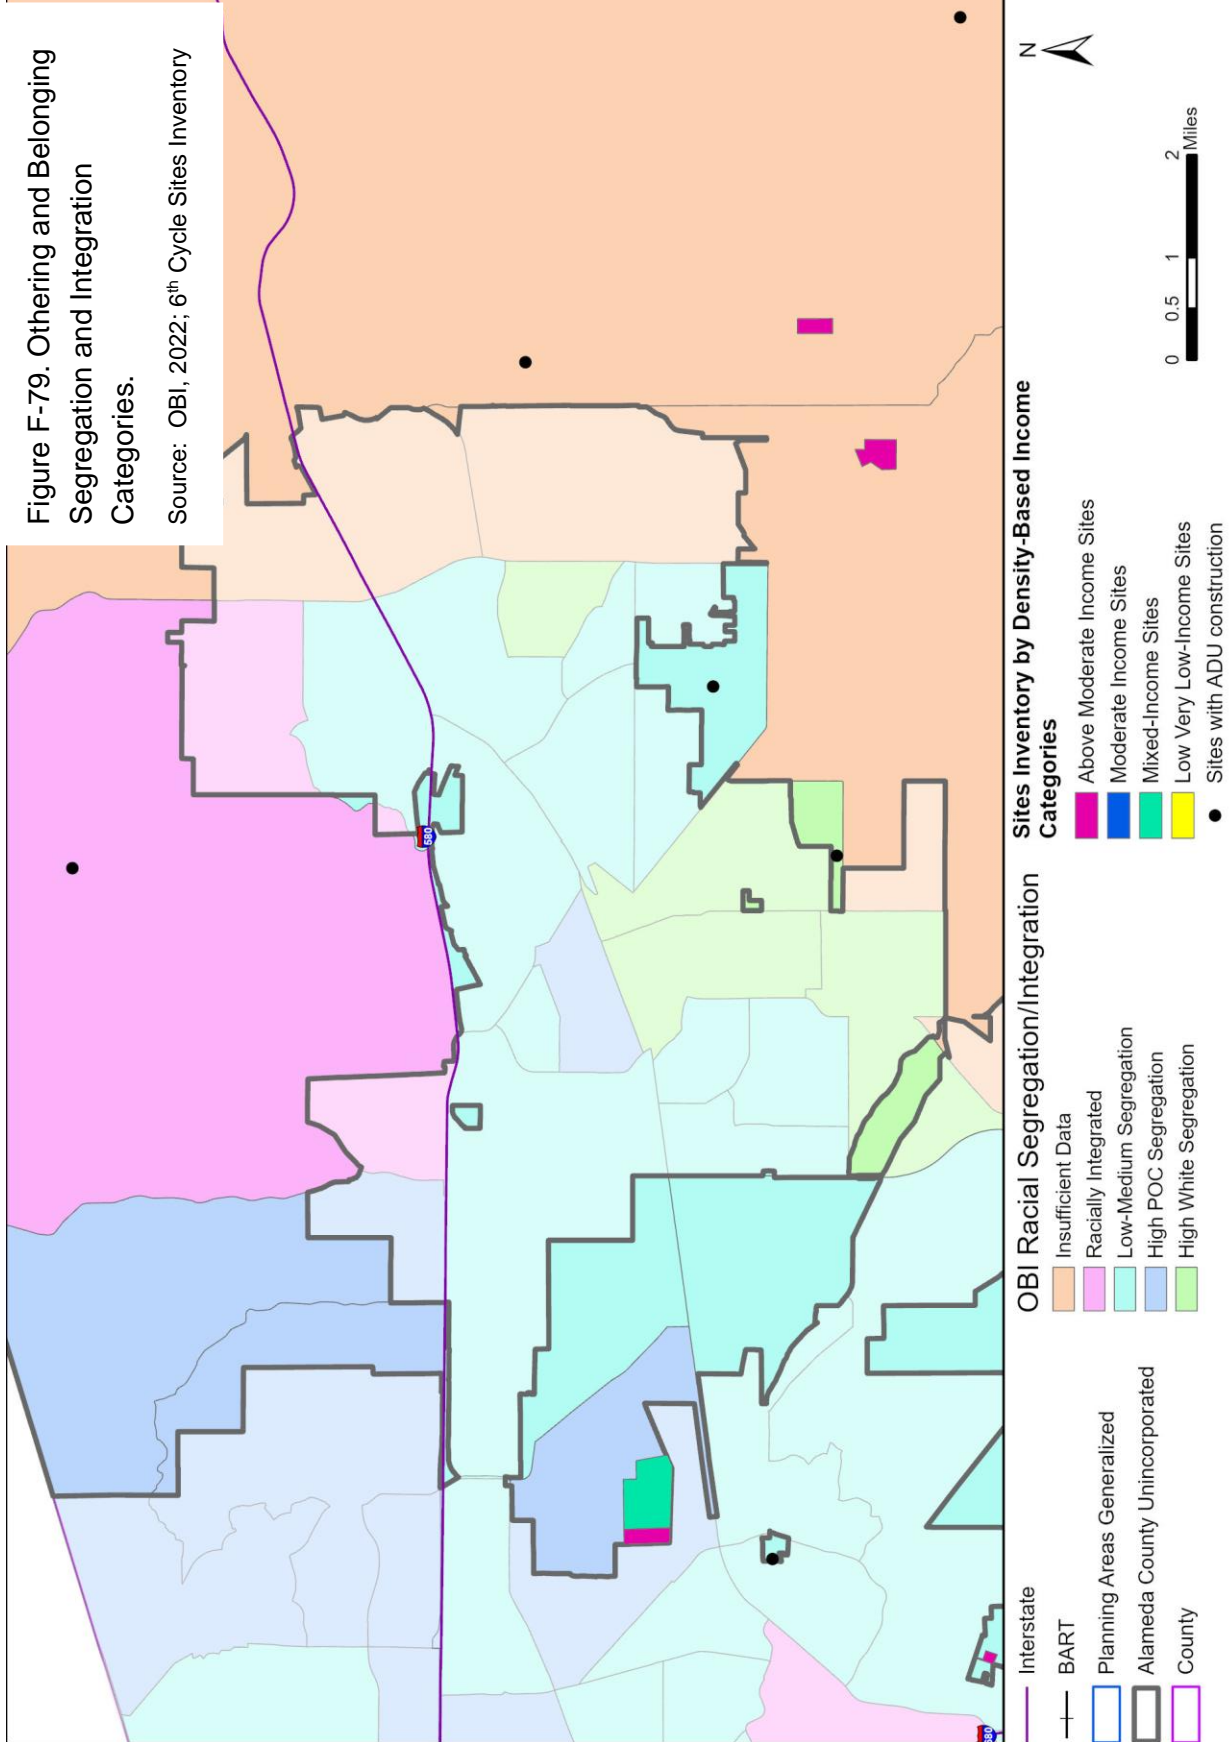 Figure F-79. Othering and Belonging
Segregation and Integration
Categories.
Source: OBI, 2022; 6th Cycle Sites Inventory
680
680
Interstate
BART
Planning Areas Generalized
Alameda County Unincorporated
County
OBI Racial Segregation/Integration
Insufficient Data
Racially Integrated
Low-Medium Segregation
High POC Segregation
High White Segregation
Sites Inventory by Density-Based Income
Categories
Above Moderate Income Sites
Moderate Income Sites
Mixed-Income Sites
Low Very Low-Income Sites
Sites with ADU construction
N
0 0.5 1 2
Miles